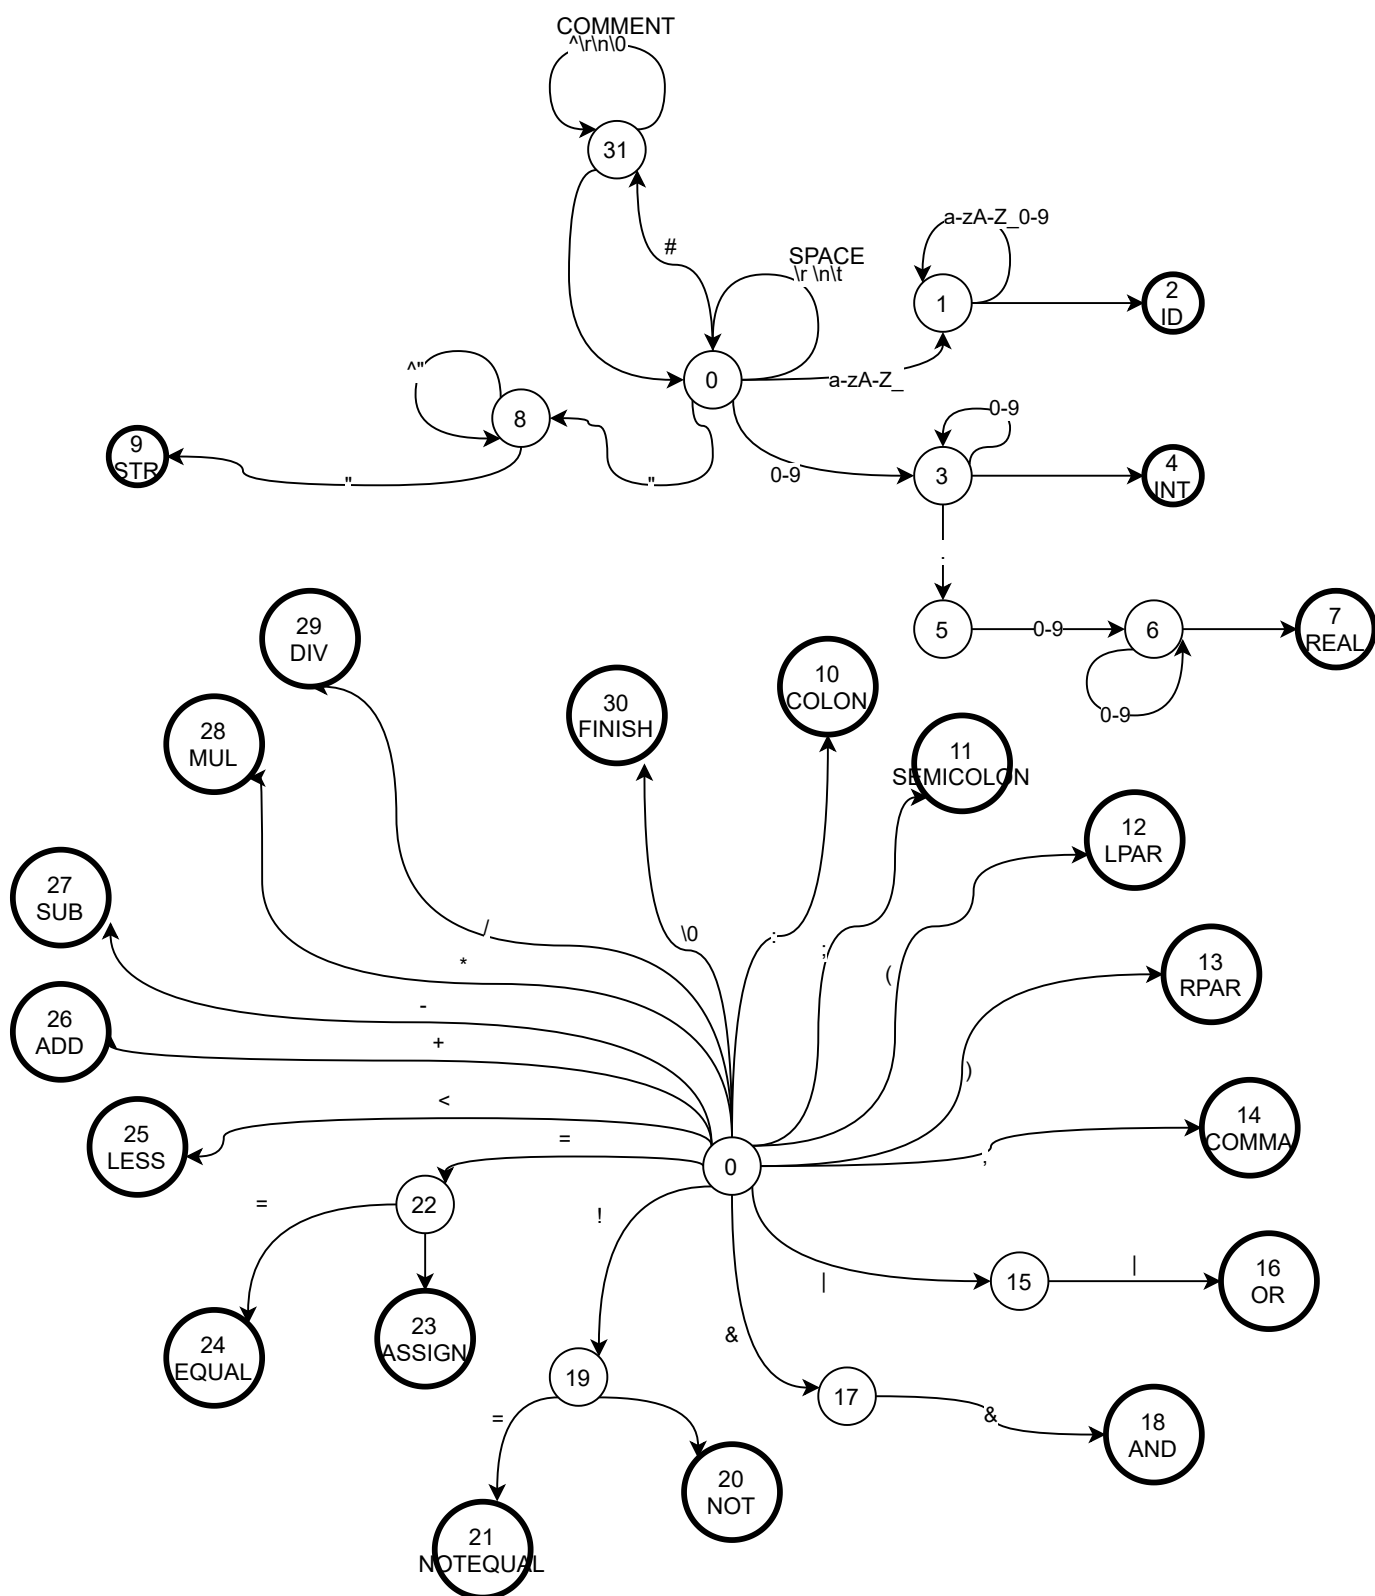 COMMENT
^\r\n\0
31
#
a-zA-Z_0-9
SPACE
\r \n\t
1
2
ID
0
a-zA-Z_
^"
8
0-9
9
STR
"
"
0-9
3
4
INT
.
5
0-9
6
7
REAL
0-9
29
DIV
30
FINISH
10
COLON
28
MUL
11
SEMICOLON
12
LPAR
27
SUB
/
*
\0
:
;
(
13
RPAR
-
26
ADD
+
)
25
LESS
<
14
COMMA
=
0
,
22
=
!
15
|
|
16
OR
24
EQUAL
23
ASSIGN
&
19
17
&
18
AND
=
20
NOT
21
NOTEQUAL